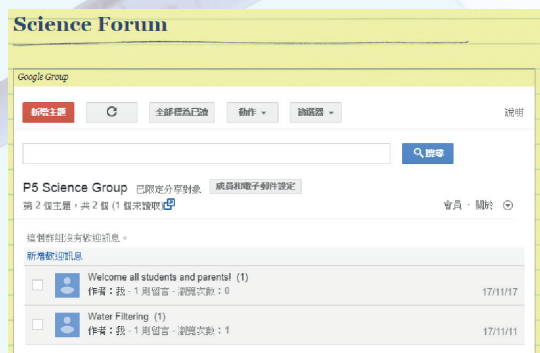 Science Forum
Google Group
新增主題 C 全部標為已讀 動作 篩選器 說明
搜尋
P5 Science Group 已限定分享對象 成員和電子郵件設定
第 2 個主題，共 2 個 (1 個未讀取)
會員 · 關於
這個群組沒有歡迎訊息。
新增歡迎訊息
Welcome all students and parents! (1)
作者：我 - 1 則留言 - 瀏覽次數：0 17/11/17
Water Filtering (1)
作者：我 - 1 則留言 - 瀏覽次數：1 17/11/11